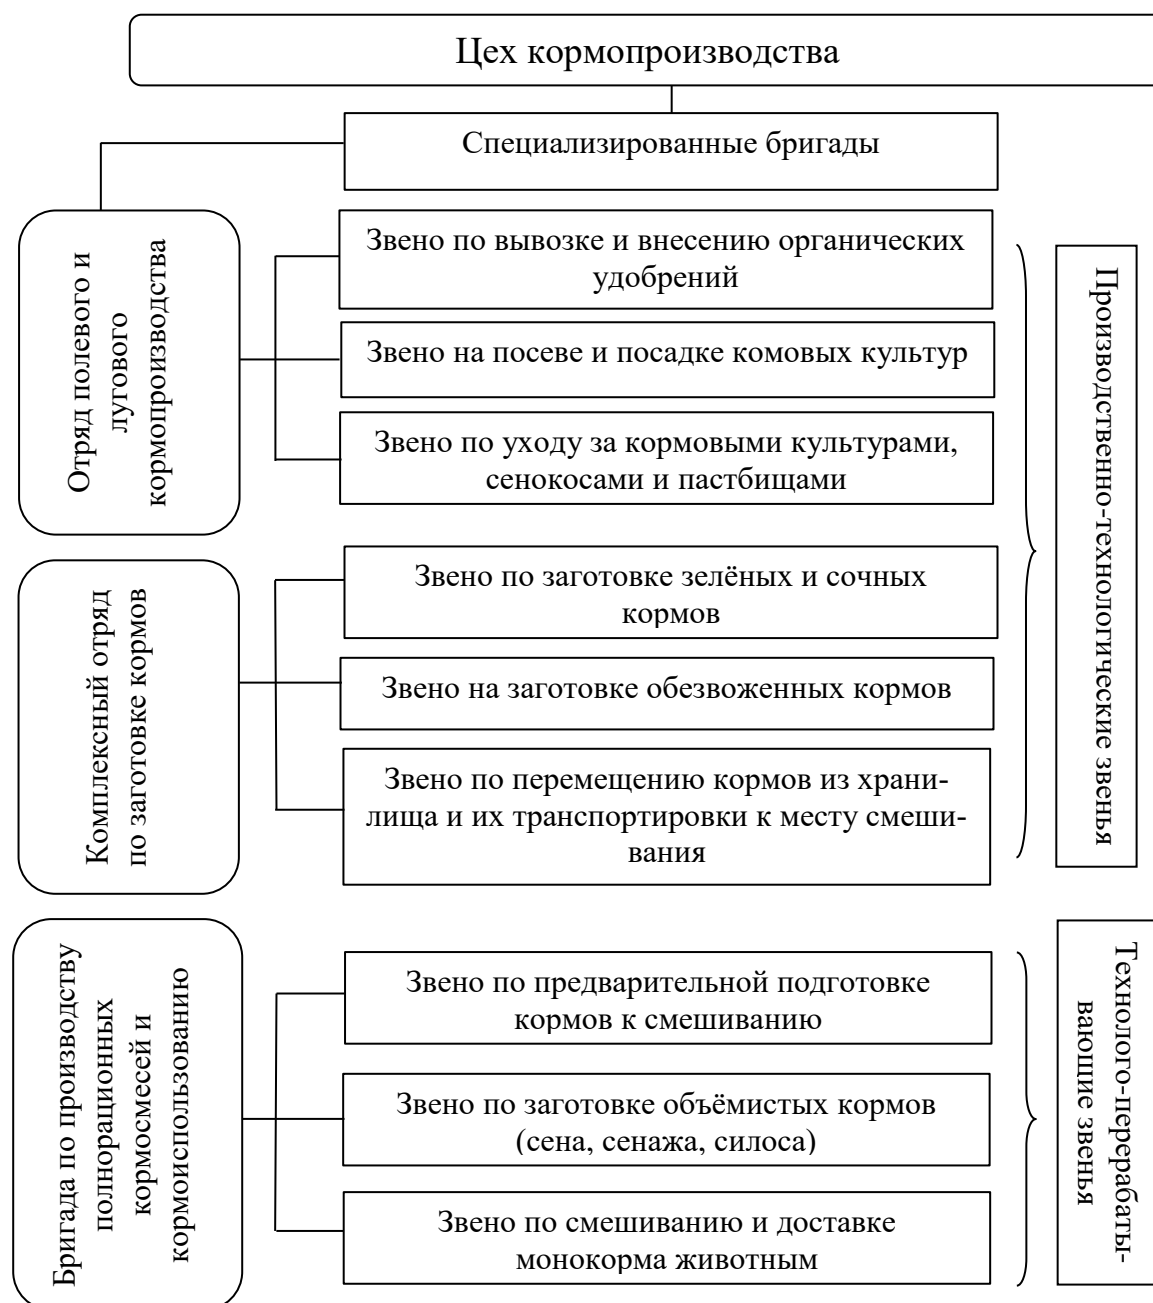 Цех кормопроизводства
Специализированные бригады
Отряд полевого и
лугового
кормопроизводства
Звено по вывозке и внесению органических
удобрений
Звено на посеве и посадке комовых культур
Звено по уходу за кормовыми культурами,
сенокосами и пастбищами
Комплексный отряд
по заготовке кормов
Звено по заготовке зелёных и сочных
кормов
Звено на заготовке обезвоженных кормов
Звено по перемещению кормов из храни-
лища и их транспортировки к месту смеши-
вания
Производственно-технологические звенья
Бригада по производству
полнорационных
кормосмесей и
кормоиспользованию
Звено по предварительной подготовке
кормов к смешиванию
Звено по заготовке объёмистых кормов
(сена, сенажа, силоса)
Звено по смешиванию и доставке
монокорма животным
Технолого-перерабаты-
вающие звенья